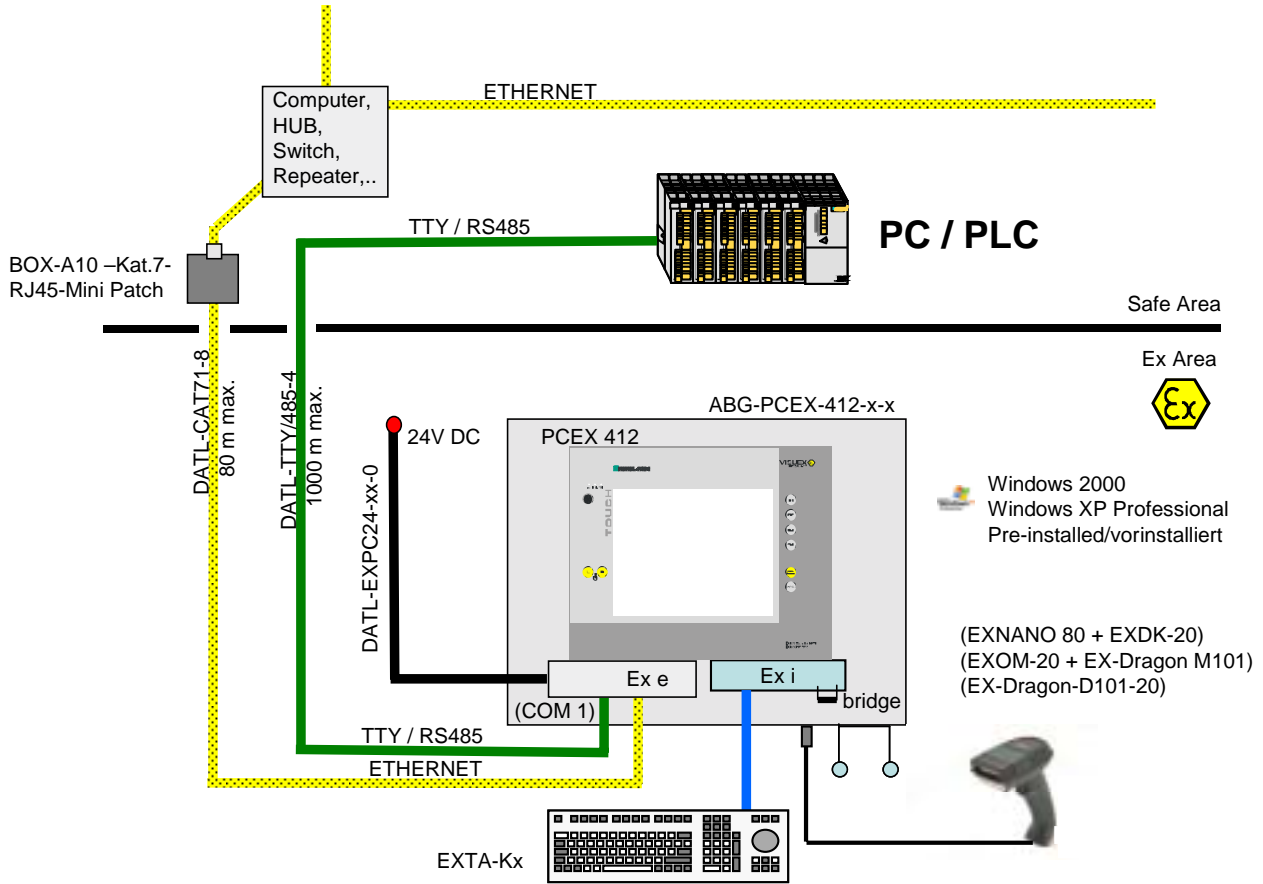 ETHERNET
Computer,
HUB,
Switch,
Repeater,..
TTY / RS485
PC / PLC
BOX-A10 –Kat.7-
RJ45-Mini Patch
Safe Area
Ex Area
Ex
DATL-CAT71-8
80 m max.
DATL-TTY/485-4
1000 m max.
ABG-PCEX-412-x-x
24V DC
PCEX 412
TOUCH
DATL-EXPC24-xx-0
Windows 2000
Windows XP Professional
Pre-installed/vorinstalliert
(EXNANO 80 + EXDK-20)
(EXOM-20 + EX-Dragon M101)
(EX-Dragon-D101-20)
Ex e
Ex i
bridge
(COM 1)
TTY / RS485
ETHERNET
EXTA-Kx